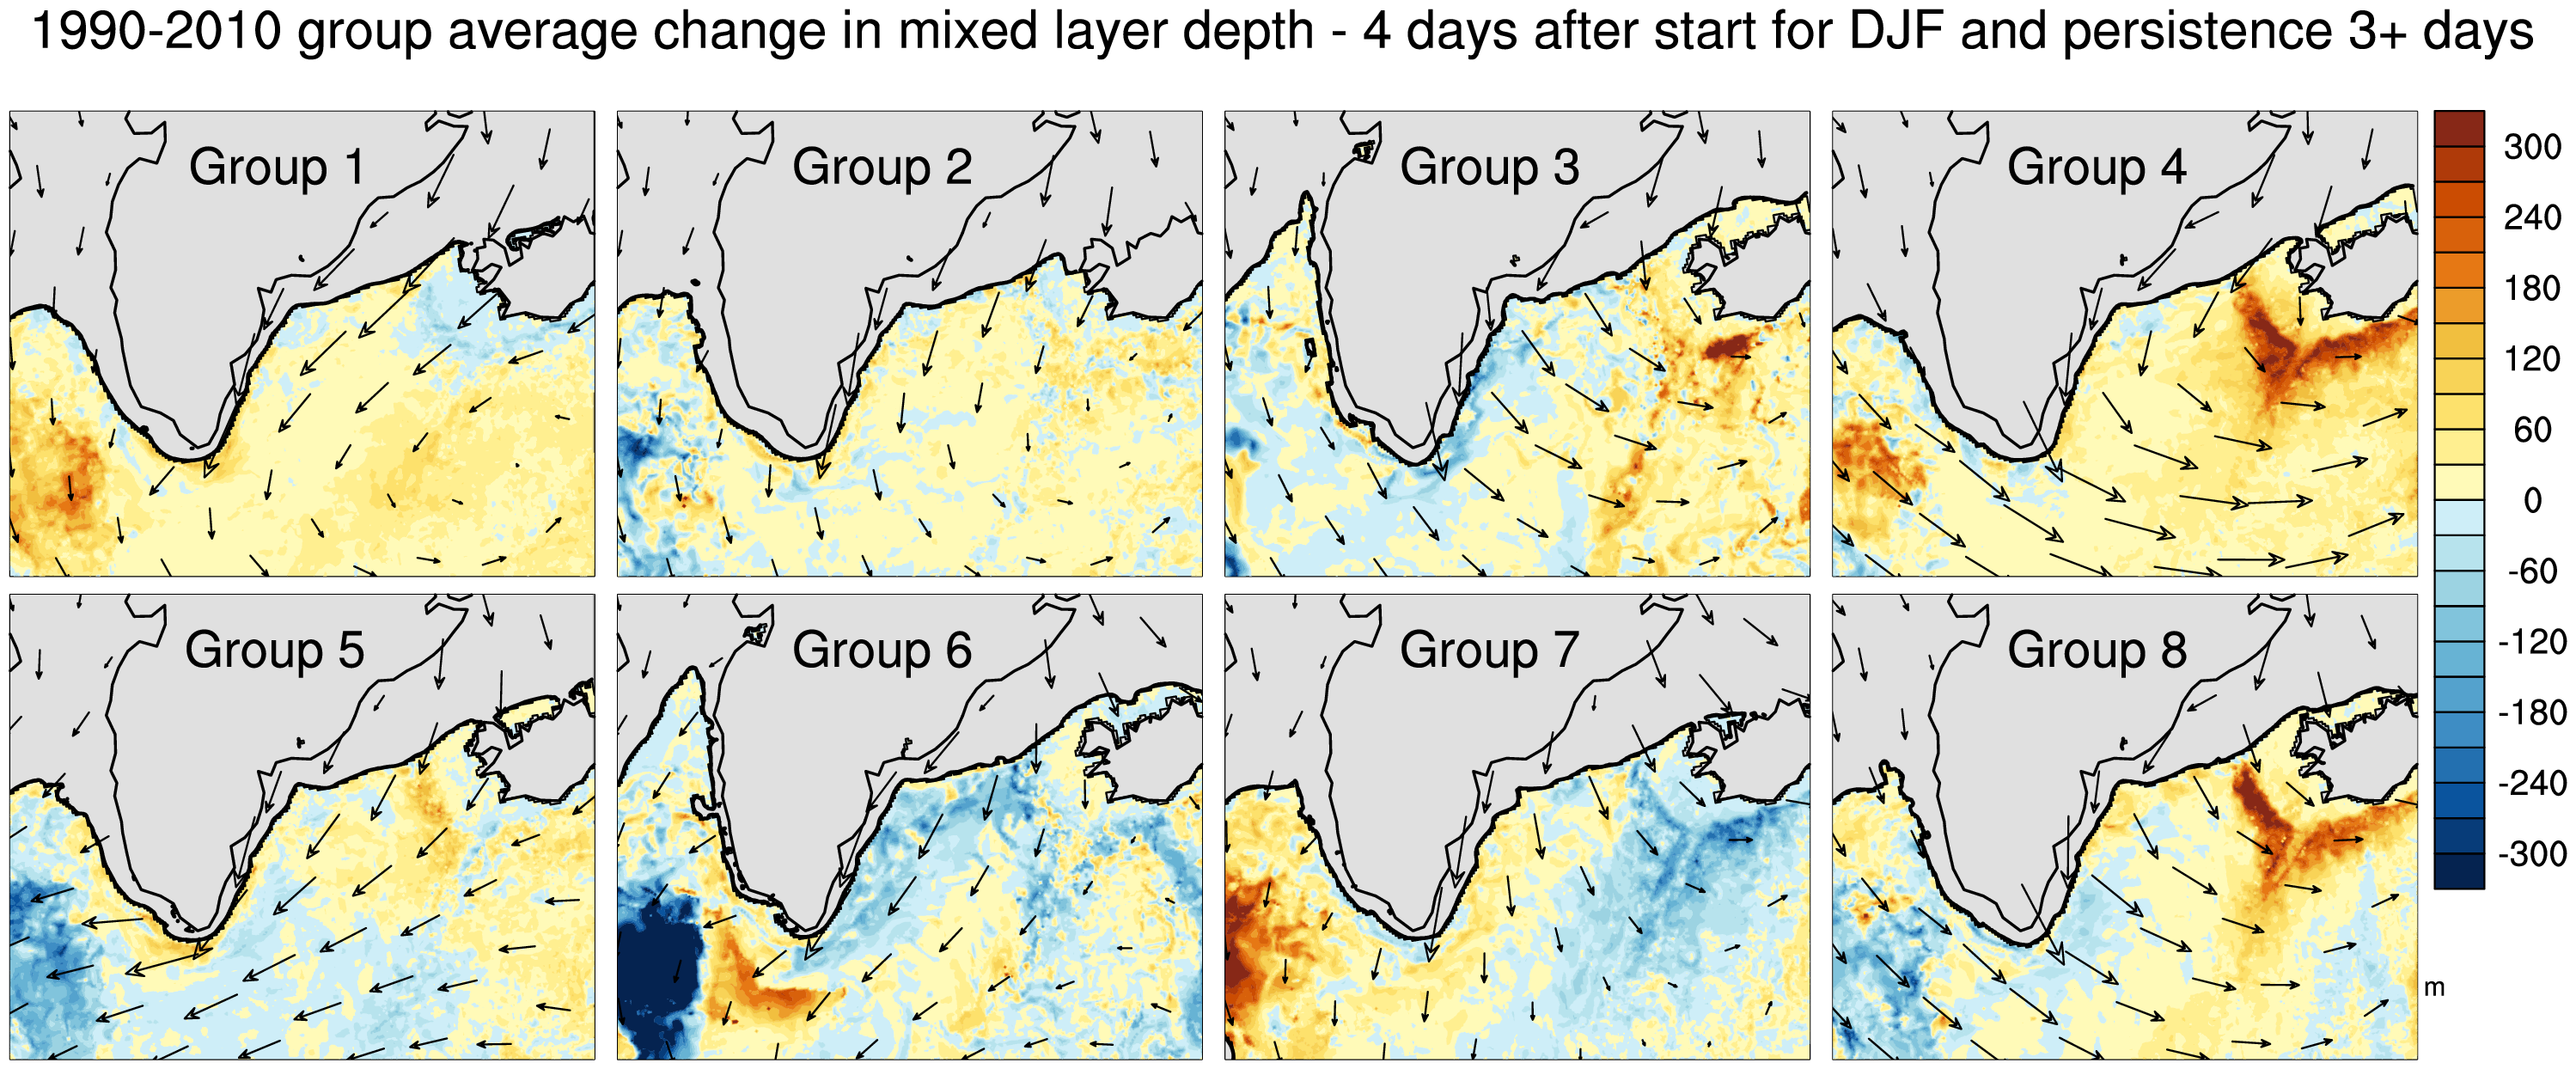 1990-2010 group average change in mixed layer depth - 4 days after start for DJF and persistence 3+ days
Group 1
Group 2
Group 3
Group 4
300
240
180
120
60
0
-60
-120
-180
-240
-300
m
Group 5
Group 6
Group 7
Group 8